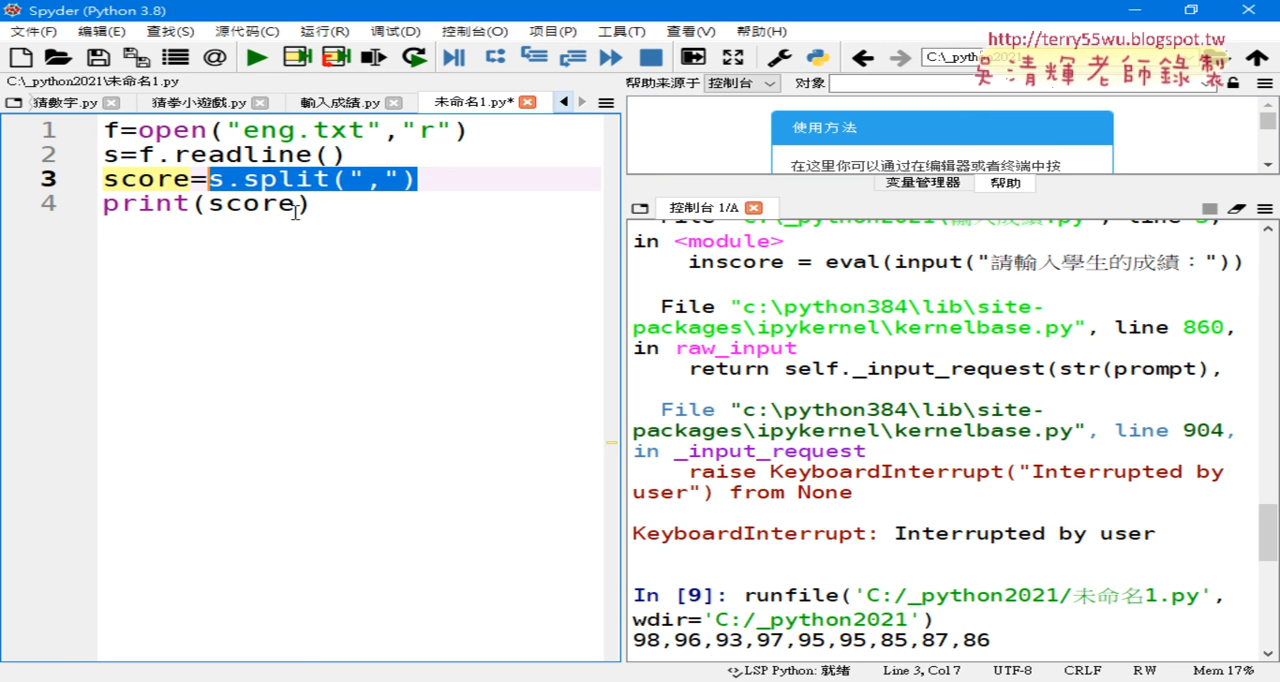 Spyder (Python 3.8)
文件(F) 编辑(E) 查找(S) 源代码(C) 运行(R) 调试(D) 控制台(O) 项目(P) 工具(T) 查看(V) 帮助(H)
http://terry55wu.blogspot.tw
吳清輝老師錄製
C:\_pyth
C:\_python2021\未命名1.py
帮助来源于 控制台 对象
猜數字.py 猜拳小遊戲.py 輸入成績.py 未命名1.py*
1 f=open("eng.txt","r")
2 s=f.readline()
3 score=s.split(",")
4 print(score)
使用方法
在这里你可以通过在编辑器或者终端中按
变量管理器 帮助
控制台 1/A
in <module>
inscore = eval(input("請輸入學生的成績："))
File "c:\python384\lib\site-
packages\ipykernel\kernelbase.py", line 860,
in raw_input
return self._input_request(str(prompt),
File "c:\python384\lib\site-
packages\ipykernel\kernelbase.py", line 904,
in _input_request
raise KeyboardInterrupt("Interrupted by
user") from None
KeyboardInterrupt: Interrupted by user
In [9]: runfile('C:/_python2021/未命名1.py',
wdir='C:/_python2021')
98,96,93,97,95,95,85,87,86
LSP Python: 就绪 Line 3, Col 7 UTF-8 CRLF RW Mem 17%